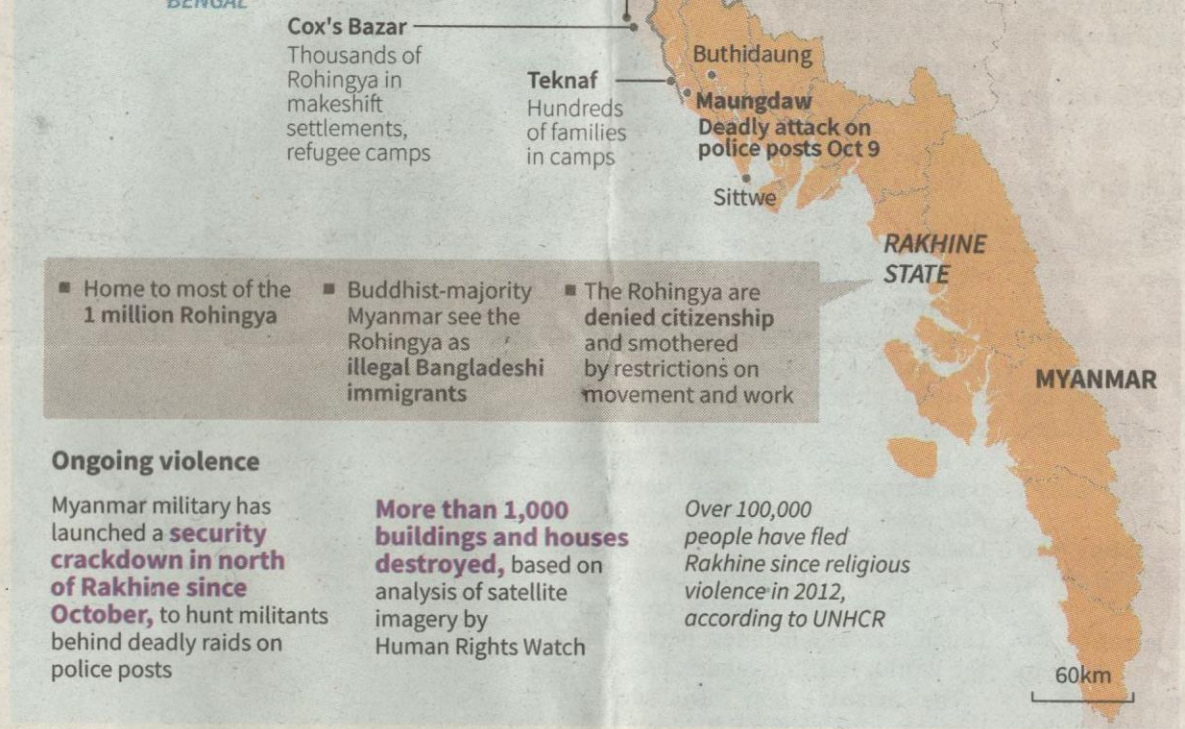 BENGAL
Cox's Bazar
Thousands of
Rohingya in
makeshift
settlements,
refugee camps
Teknaf
Hundreds
of families
in camps
Buthidaung
Maungdaw
Deadly attack on
police posts Oct 9
Sittwe
RAKHINE
STATE
■ Home to most of the
1 million Rohingya
■ Buddhist-majority
Myanmar see the
Rohingya as
illegal Bangladeshi
immigrants
■ The Rohingya are
denied citizenship
and smothered
by restrictions on
movement and work
MYANMAR
Ongoing violence
Myanmar military has
launched a security
crackdown in north
of Rakhine since
October, to hunt militants
behind deadly raids on
police posts
More than 1,000
buildings and houses
destroyed, based on
analysis of satellite
imagery by
Human Rights Watch
Over 100,000
people have fled
Rakhine since religious
violence in 2012,
according to UNHCR
60km